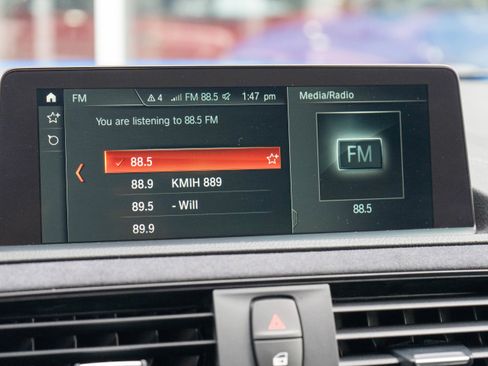 FM 4 FM 88.5 1:47 pm Media/Radio
You are listening to 88.5 FM
FM
88.5
88.9 KMIH 889
89.5 - Will
89.9
88.5